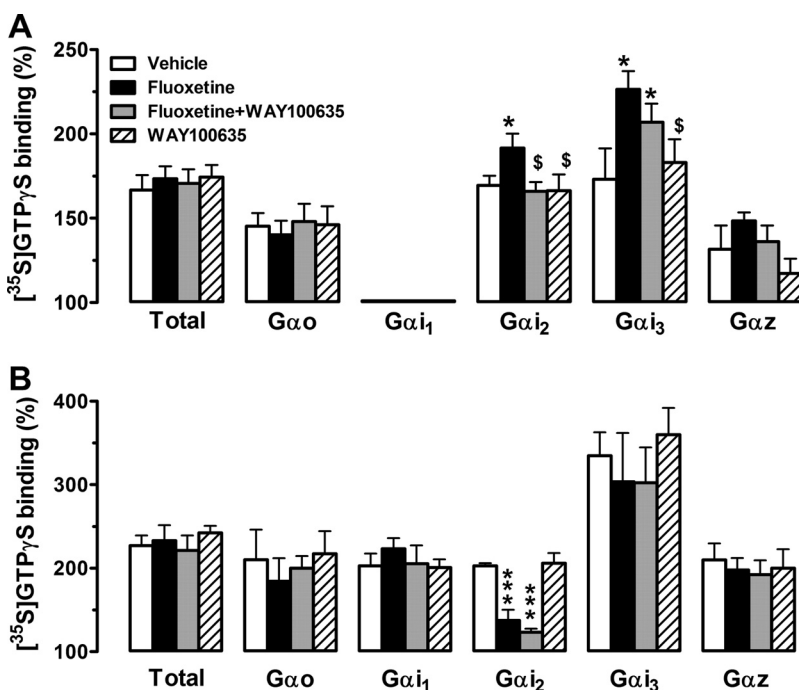 A
[³⁵S]GTPγS binding (%)
250
200
150
100
Vehicle
Fluoxetine
Fluoxetine+WAY100635
WAY100635
*
$
$
*
*
$
Total
Gαo
Gαi₁
Gαi₂
Gαi₃
Gαz
B
[³⁵S]GTPγS binding (%)
400
300
200
100
***
***
Total
Gαo
Gαi₁
Gαi₂
Gαi₃
Gαz